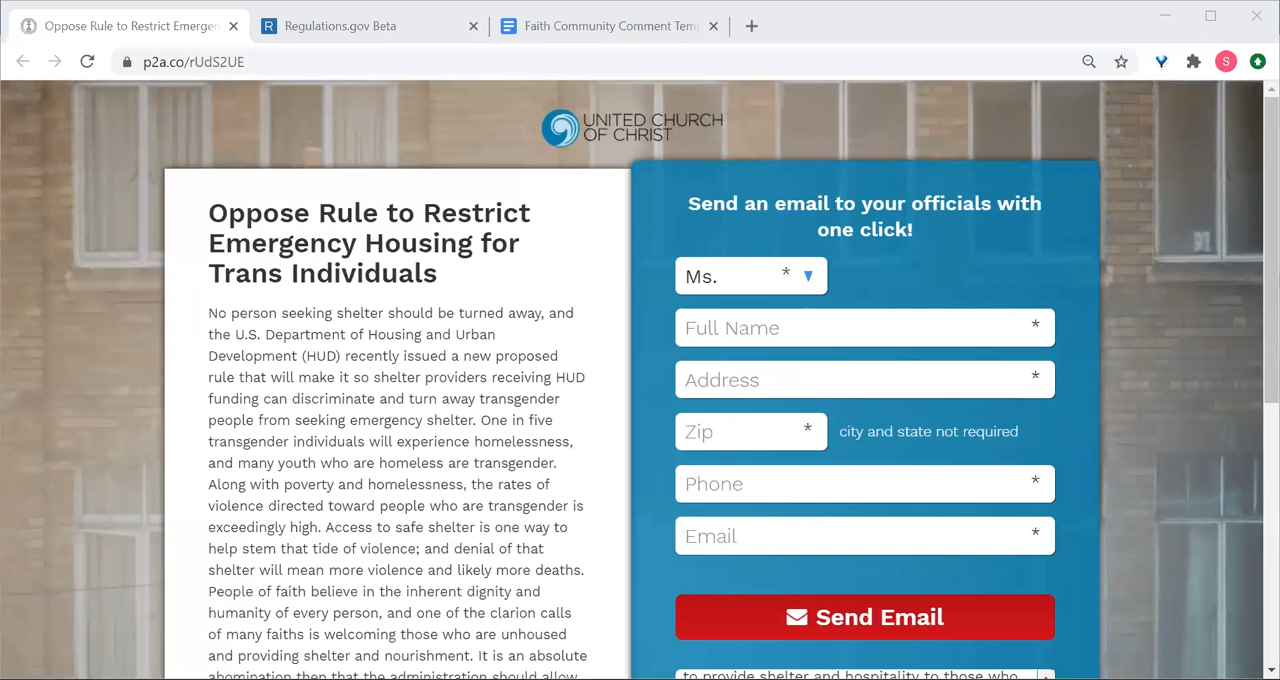 Oppose Rule to Restrict Emergen
Regulations.gov Beta
Faith Community Comment Temp
p2a.co/rUdS2UE
S
UNITED CHURCH
OF CHRIST
Oppose Rule to Restrict
Emergency Housing for
Trans Individuals
No person seeking shelter should be turned away, and
the U.S. Department of Housing and Urban
Development (HUD) recently issued a new proposed
rule that will make it so shelter providers receiving HUD
funding can discriminate and turn away transgender
people from seeking emergency shelter. One in five
transgender individuals will experience homelessness,
and many youth who are homeless are transgender.
Along with poverty and homelessness, the rates of
violence directed toward people who are transgender is
exceedingly high. Access to safe shelter is one way to
help stem that tide of violence; and denial of that
shelter will mean more violence and likely more deaths.
People of faith believe in the inherent dignity and
humanity of every person, and one of the clarion calls
of many faiths is welcoming those who are unhoused
and providing shelter and nourishment. It is an absolute
abomination then that the administration should allow
Send an email to your officials with
one click!
Ms. *
Full Name *
Address *
Zip * city and state not required
Phone *
Email *
Send Email
to provide shelter and hospitality to those who